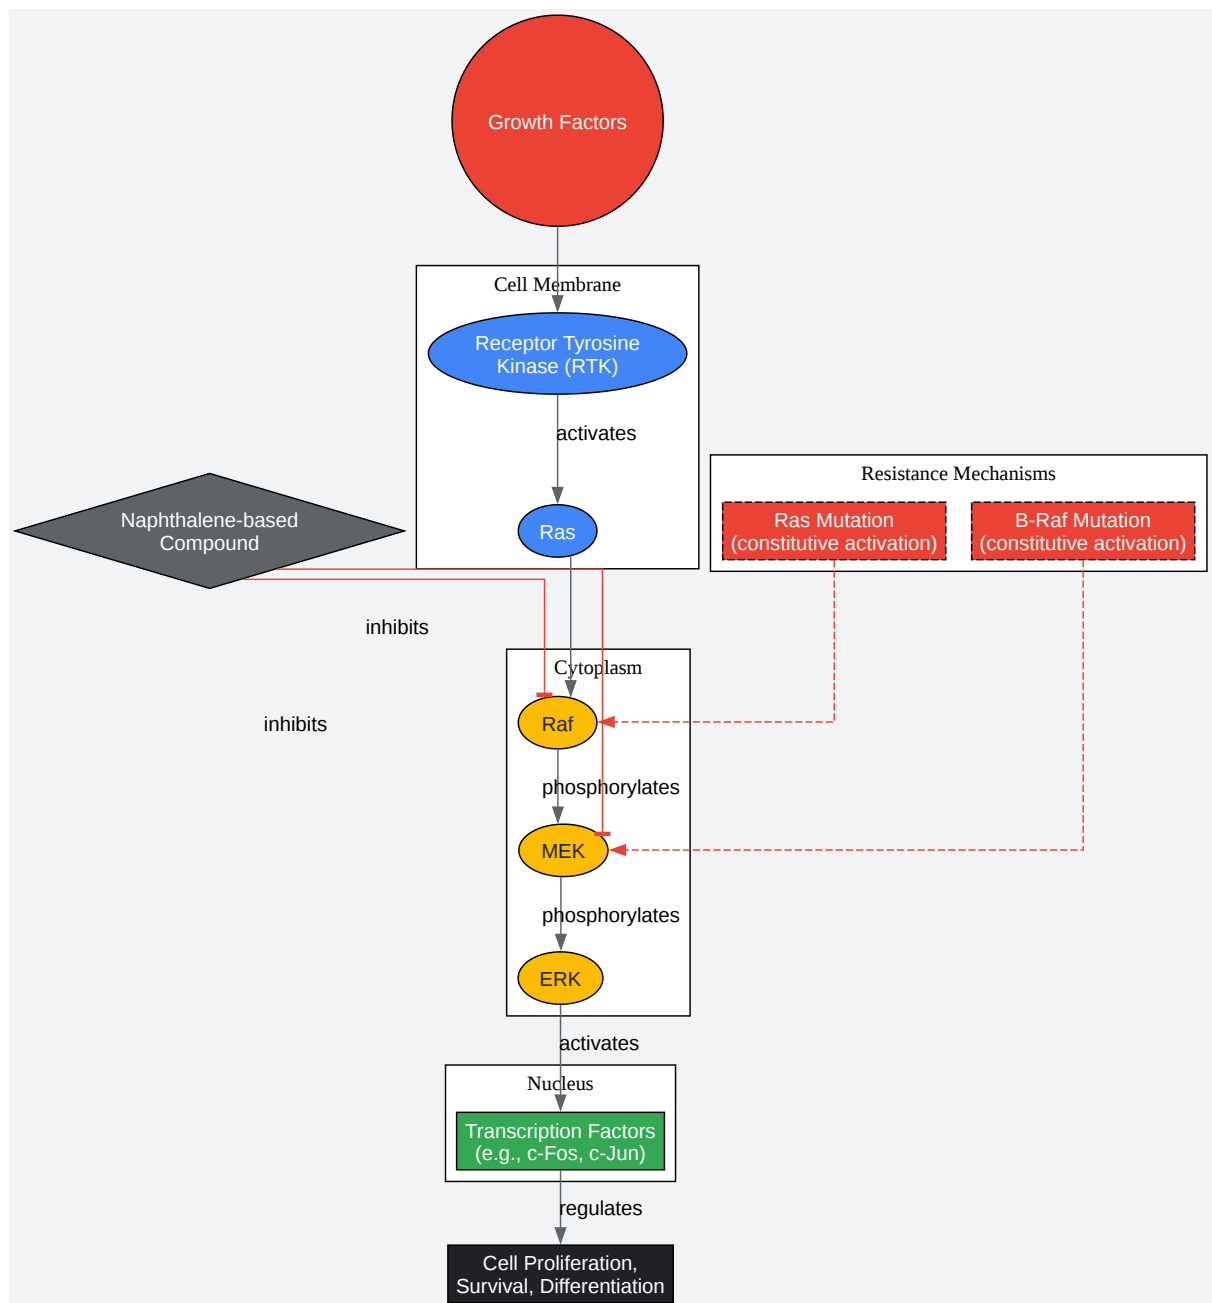 Growth Factors
Cell Membrane
Receptor Tyrosine
Kinase (RTK)
activates
Resistance Mechanisms
Naphthalene-based
Compound
Ras
Ras Mutation
(constitutive activation)
B-Raf Mutation
(constitutive activation)
inhibits
Cytoplasm
inhibits
Raf
phosphorylates
MEK
phosphorylates
ERK
activates
Nucleus
Transcription Factors
(e.g., c-Fos, c-Jun)
regulates
Cell Proliferation,
Survival, Differentiation